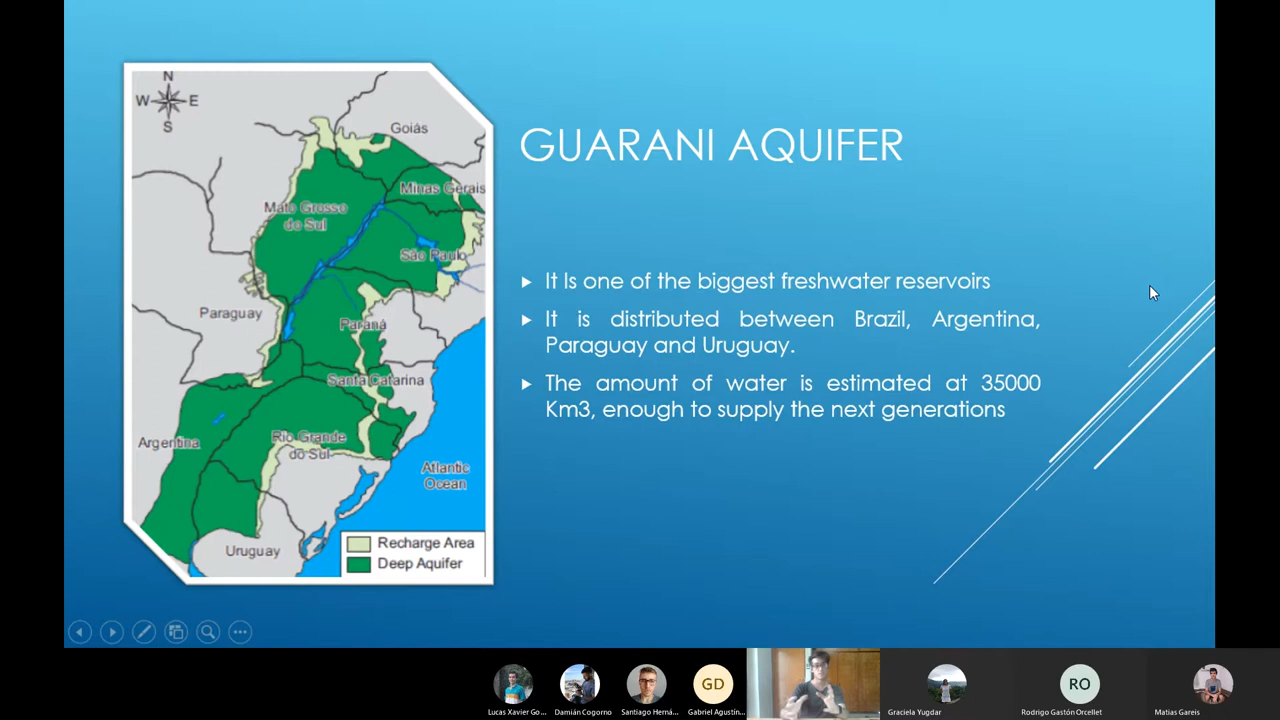 N
W E
S
Goiás
Minas Gerais
Mato Grosso
do Sul
São Paulo
Paraguay
Paraná
Santa Catarina
Argentina
Rio Grande
do Sul
Atlantic
Ocean
Uruguay
Recharge Area
Deep Aquifer
GUARANI AQUIFER
It Is one of the biggest freshwater reservoirs
It is distributed between Brazil, Argentina,
Paraguay and Uruguay.
The amount of water is estimated at 35000
Km3, enough to supply the next generations
GD
RO
Lucas Xavier Go...
Damián Cogorno
Santiago Herná...
Gabriel Agustín...
Graciela Yugdar
Rodrigo Gastón Orcellet
Matias Gareis